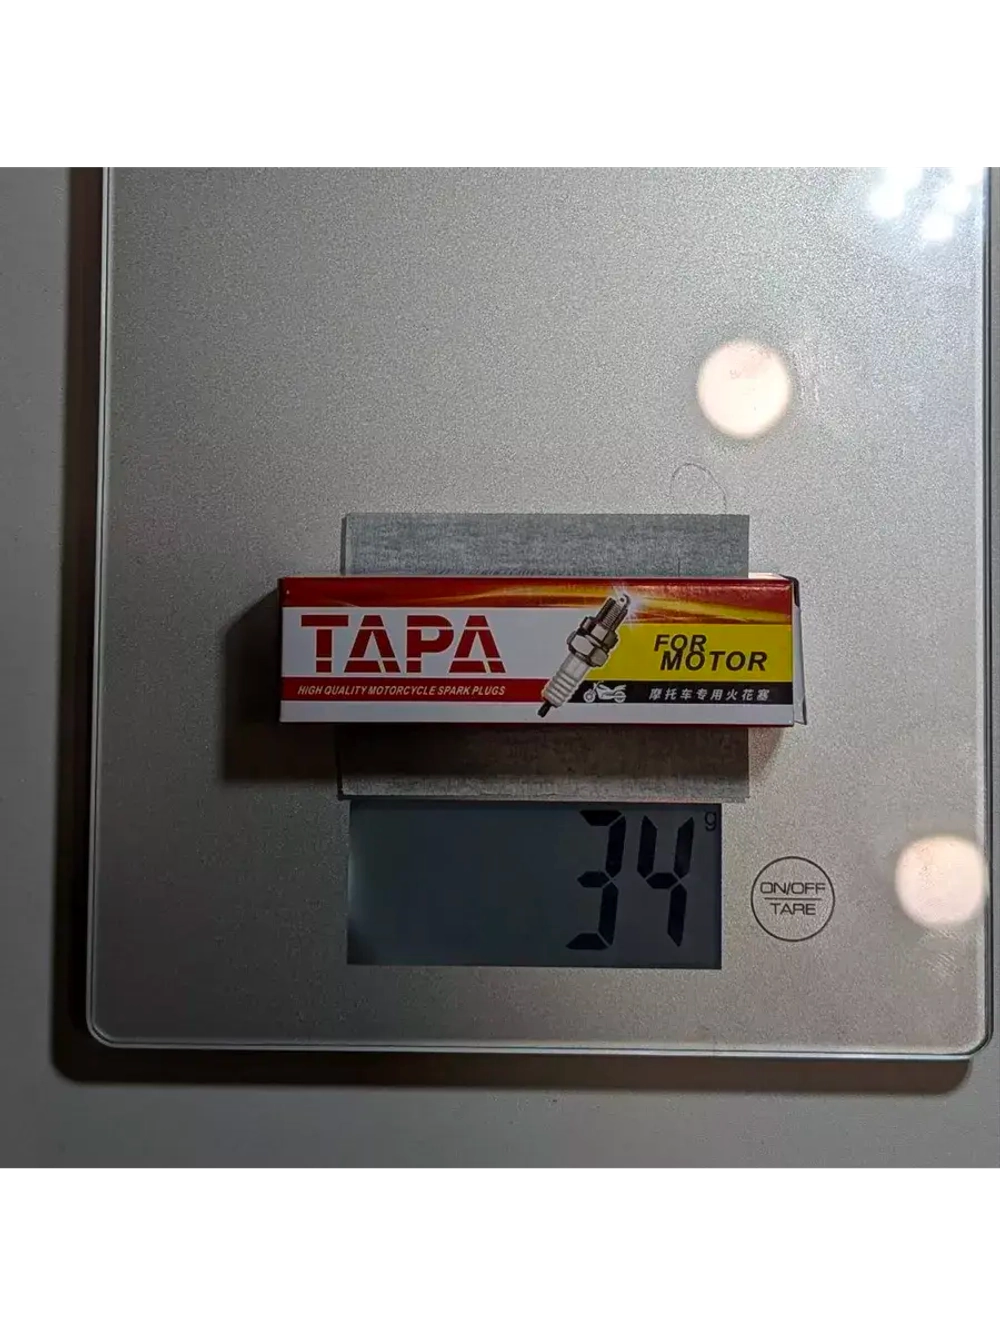 TAPA
HIGH QUALITY MOTORCYCLE SPARK PLUGS
FOR
MOTOR
摩托车专用火花塞
34 g
ON/OFF
TARE